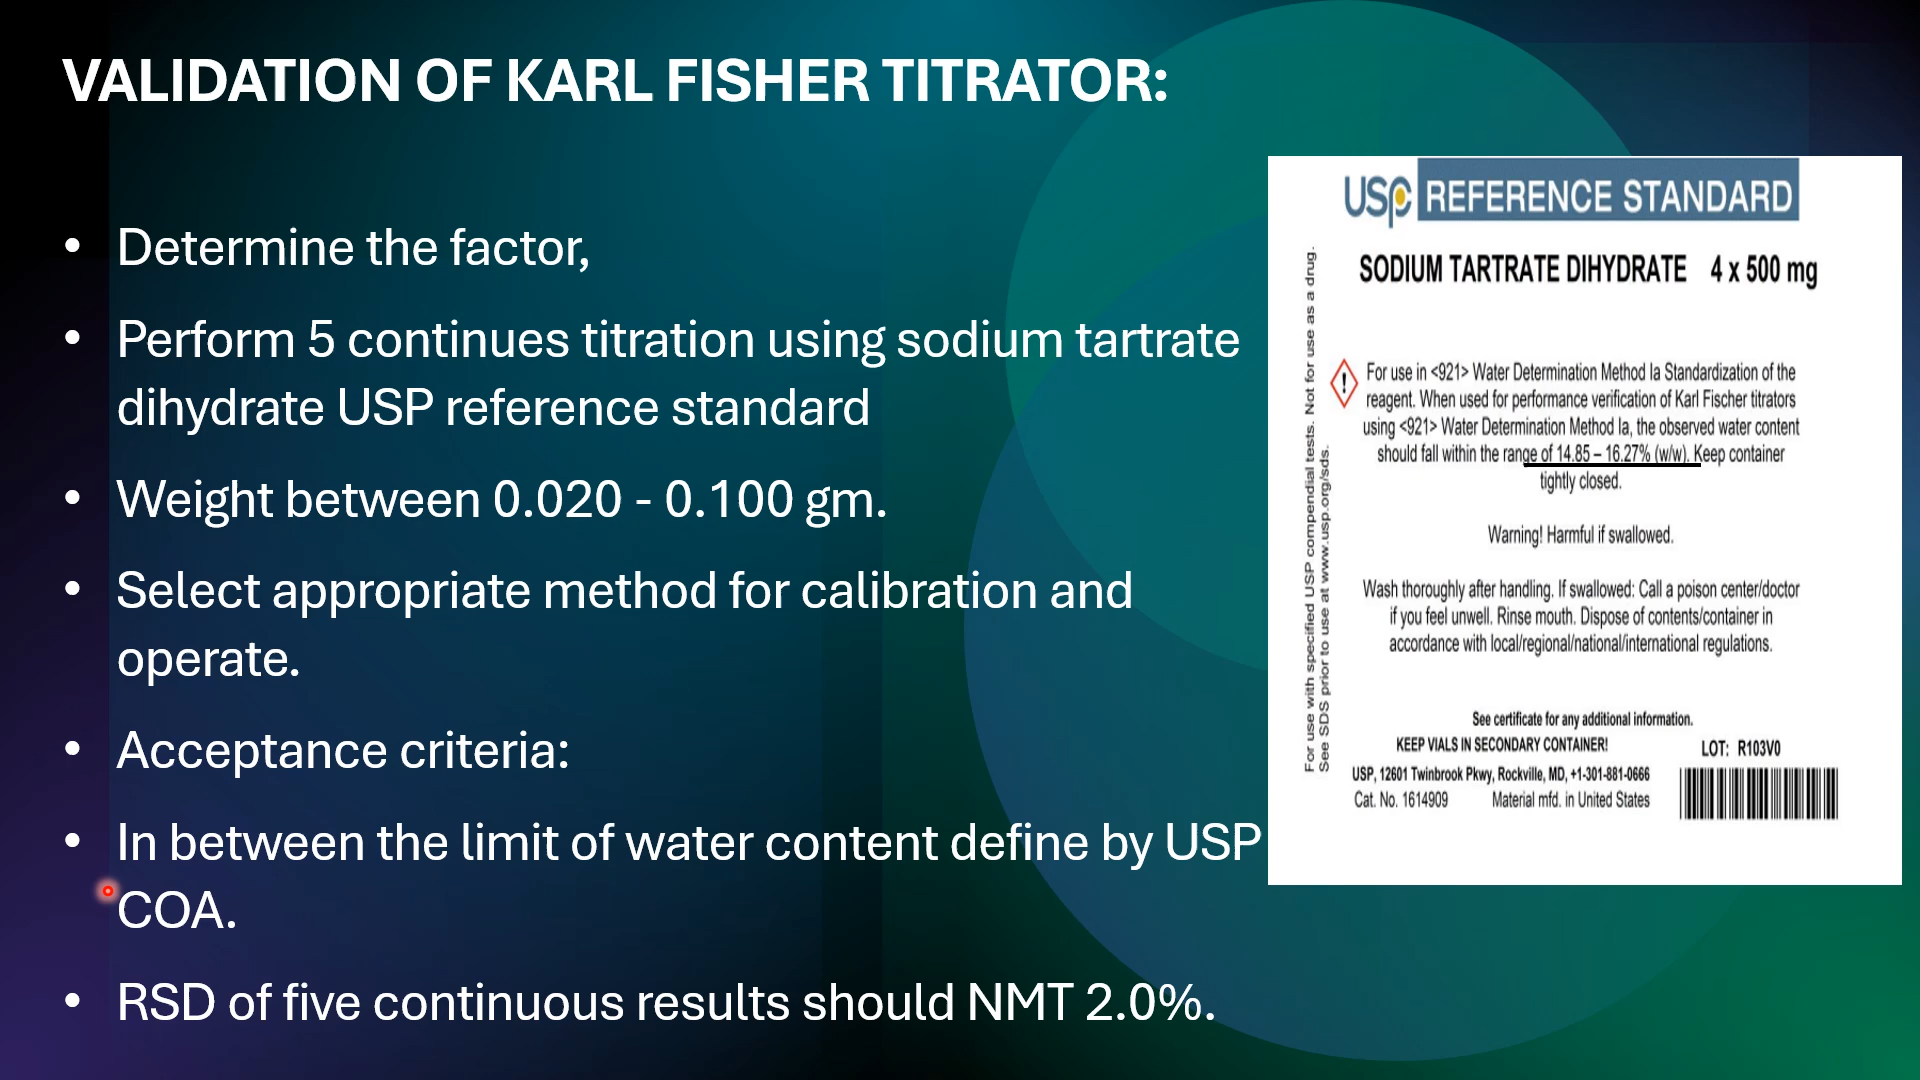 VALIDATION OF KARL FISHER TITRATOR:
• Determine the factor,
• Perform 5 continues titration using sodium tartrate
dihydrate USP reference standard
• Weight between 0.020 - 0.100 gm.
• Select appropriate method for calibration and
operate.
• Acceptance criteria:
• In between the limit of water content define by USP
COA.
• RSD of five continuous results should NMT 2.0%.
USP REFERENCE STANDARD
SODIUM TARTRATE DIHYDRATE 4 x 500 mg
For use in <921> Water Determination Method Ia Standardization of the
reagent. When used for performance verification of Karl Fischer titrators
using <921> Water Determination Method Ia, the observed water content
should fall within the range of 14.85 – 16.27% (w/w). Keep container
tightly closed.
Warning! Harmful if swallowed.
Wash thoroughly after handling. If swallowed: Call a poison center/doctor
if you feel unwell. Rinse mouth. Dispose of contents/container in
accordance with local/regional/national/international regulations.
See certificate for any additional information.
KEEP VIALS IN SECONDARY CONTAINER!
LOT: R103V0
USP, 12601 Twinbrook Pkwy, Rockville, MD, +1-301-881-0666
Cat. No. 1614909 Material mfd. in United States
For use with specified USP compendial tests. Not for use as a drug.
See SDS prior to use at www.usp.org/sds.